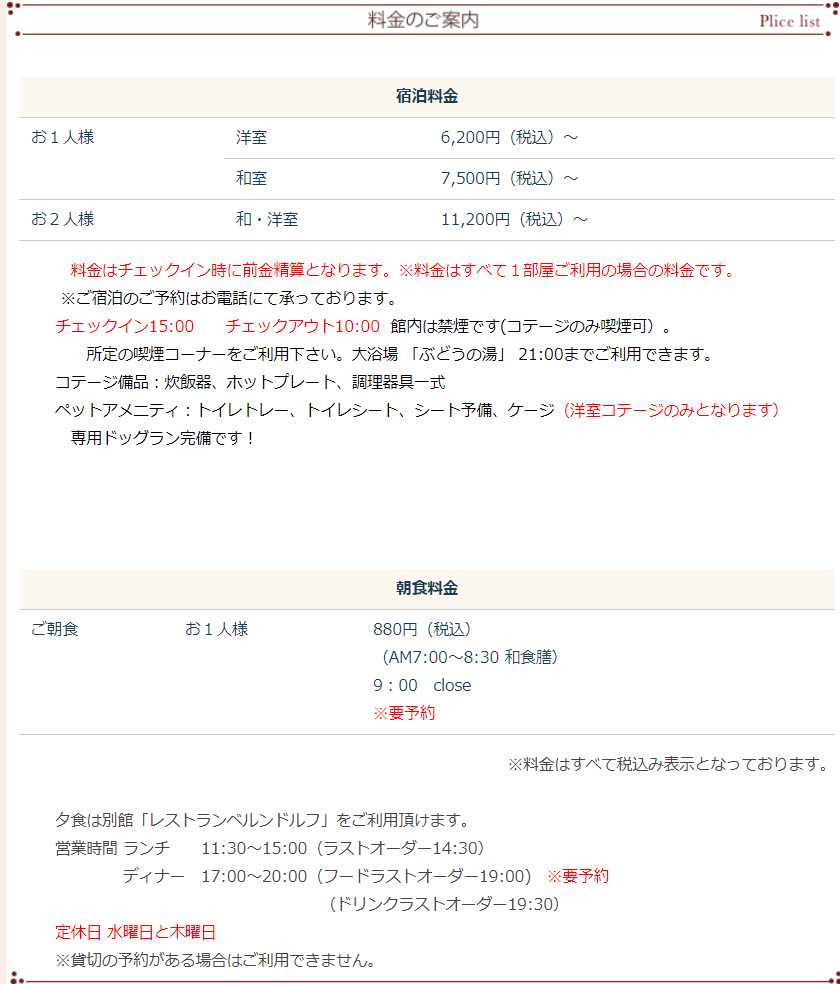 料金のご案内 Plice list
宿泊料金
お１人様 洋室 6,200円（税込）～
和室 7,500円（税込）～
お２人様 和・洋室 11,200円（税込）～
料金はチェックイン時に前金精算となります。※料金はすべて１部屋ご利用の場合の料金です。
※ご宿泊のご予約はお電話にて承っております。
チェックイン15:00　　チェックアウト10:00 館内は禁煙です(コテージのみ喫煙可）。
所定の喫煙コーナーをご利用下さい。大浴場 「ぶどうの湯」 21:00までご利用できます。
コテージ備品：炊飯器、ホットプレート、調理器具一式
ペットアメニティ：トイレトレー、トイレシート、シート予備、ケージ（洋室コテージのみとなります）
専用ドッグラン完備です！
朝食料金
ご朝食 お１人様 880円（税込）
（AM7:00～8:30 和食膳）
9：00　close
※要予約
※料金はすべて税込み表示となっております。
夕食は別館「レストランベルンドルフ」をご利用頂けます。
営業時間 ランチ　　11:30～15:00（ラストオーダー14:30）
ディナー　17:00～20:00（フードラストオーダー19:00)　※要予約
（ドリンクラストオーダー19:30）
定休日 水曜日と木曜日
※貸切の予約がある場合はご利用できません。